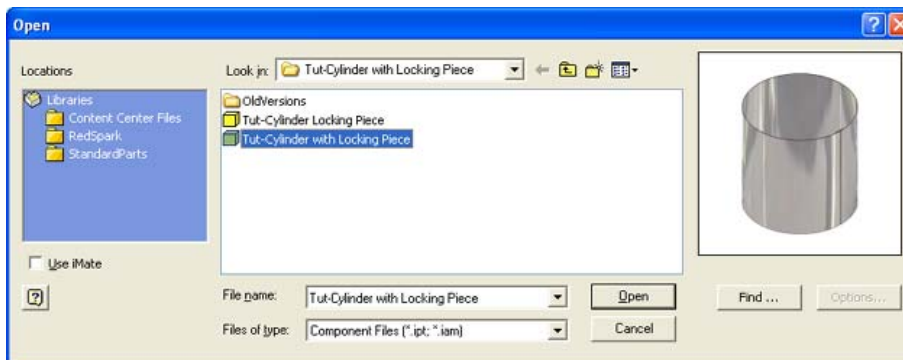 Open
Locations
Libraries
Content Center Files
RedSpark
StandardParts
Use iMate
Look in: Tut-Cylinder with Locking Piece
OldVersions
Tut-Cylinder Locking Piece
Tut-Cylinder with Locking Piece
File name: Tut-Cylinder with Locking Piece
Open
Find ...
Options...
Files of type: Component Files (*.ipt; *.iam)
Cancel